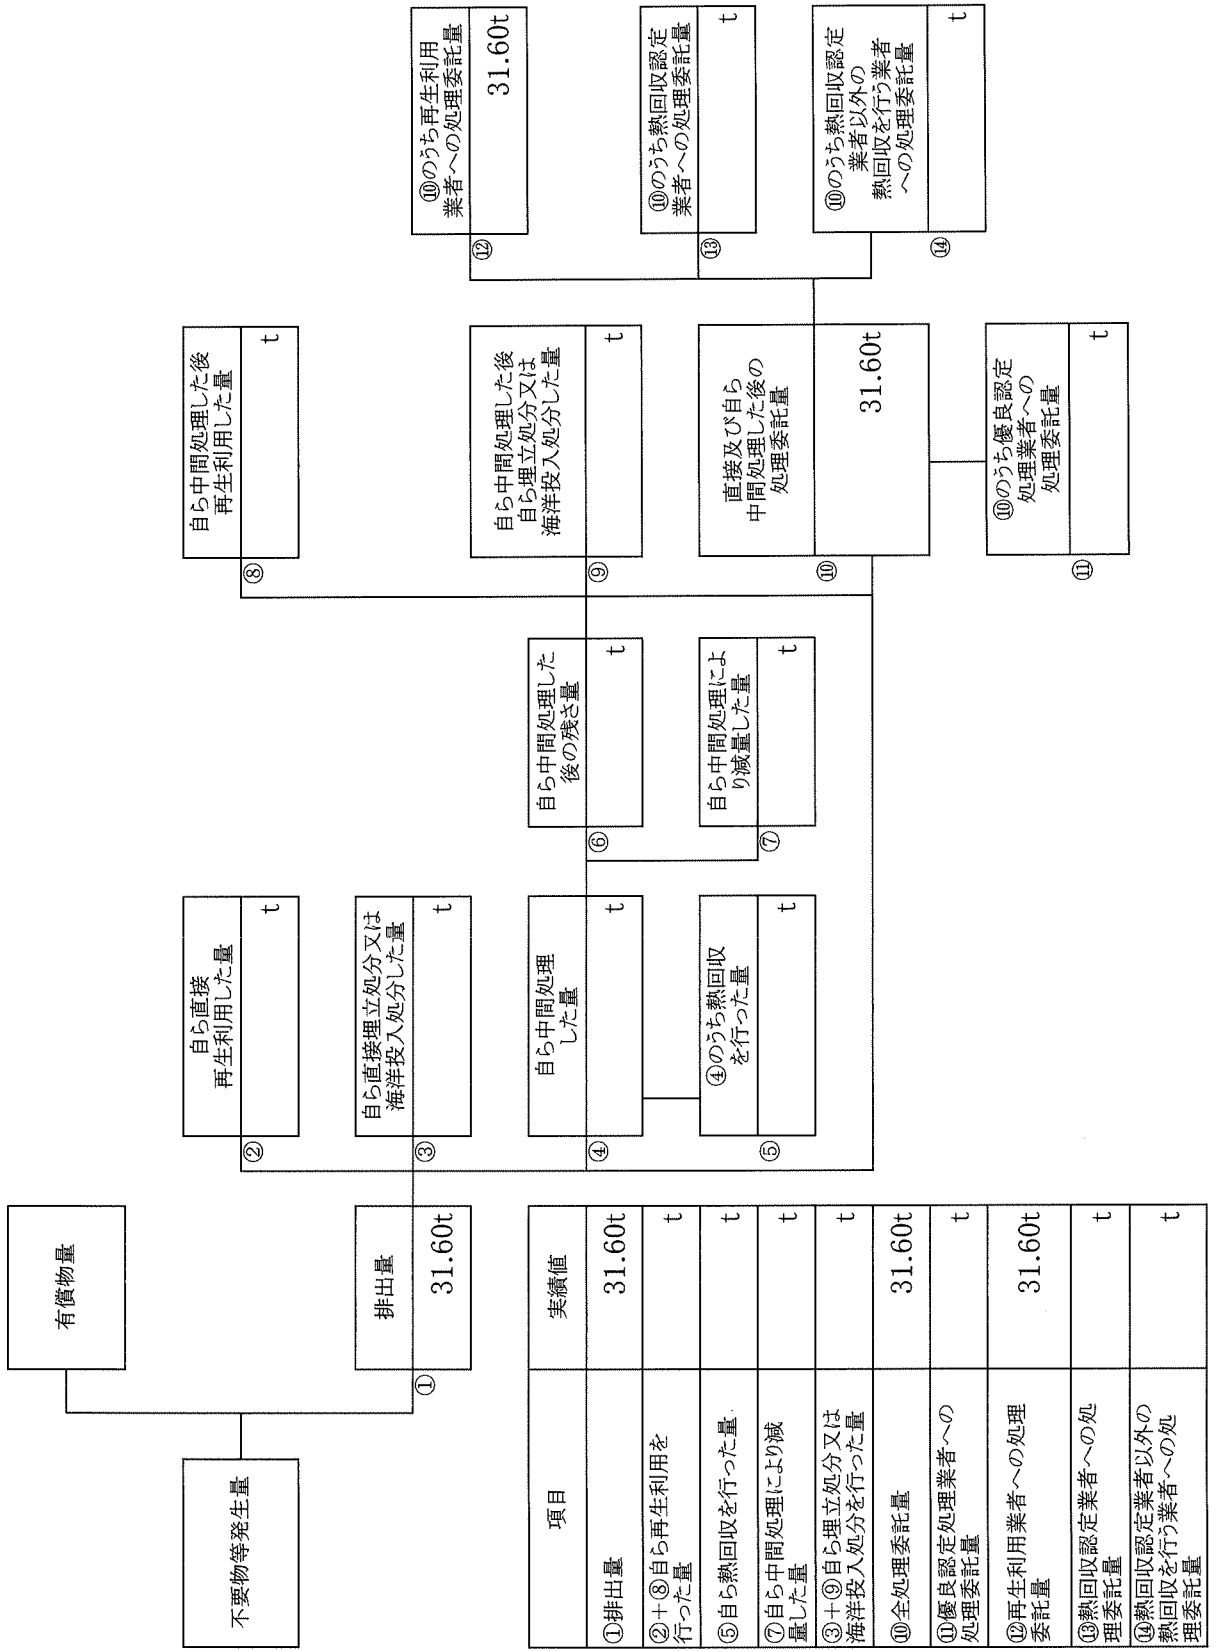 不要物等発生量
有償物量
①
排出量
31.60t
②
自ら直接
再生利用した量
t
③
自ら直接埋立処分又は
海洋投入処分した量
t
④
自ら中間処理
した量
t
⑤
④のうち熱回収
を行った量
t
⑥
自ら中間処理した
後の残さ量
t
⑦
自ら中間処理によ
り減量した量
t
⑧
自ら中間処理した後
再生利用した量
t
⑨
自ら中間処理した後
自ら埋立処分又は
海洋投入処分した量
t
⑩
直接及び自ら
中間処理した後の
処理委託量
31.60t
⑪
⑩のうち優良認定
処理業者への
処理委託量
t
⑫
⑩のうち再生利用
業者への処理委託量
31.60t
⑬
⑩のうち熱回収認定
業者への処理委託量
t
⑭
⑩のうち熱回収認定
業者以外の
熱回収を行う業者
への処理委託量
t
項目 実績値
①排出量 31.60t
②+⑧自ら再生利用を
行った量 t
⑤自ら熱回収を行った量 t
⑦自ら中間処理により減
量した量 t
③+⑨自ら埋立処分又は
海洋投入処分を行った量 t
⑩全処理委託量 31.60t
⑪優良認定処理業者への
処理委託量 t
⑫再生利用業者への処理
委託量 31.60t
⑬熱回収認定業者への処
理委託量 t
⑭熱回収認定業者以外の
熱回収を行う業者への処
理委託量 t